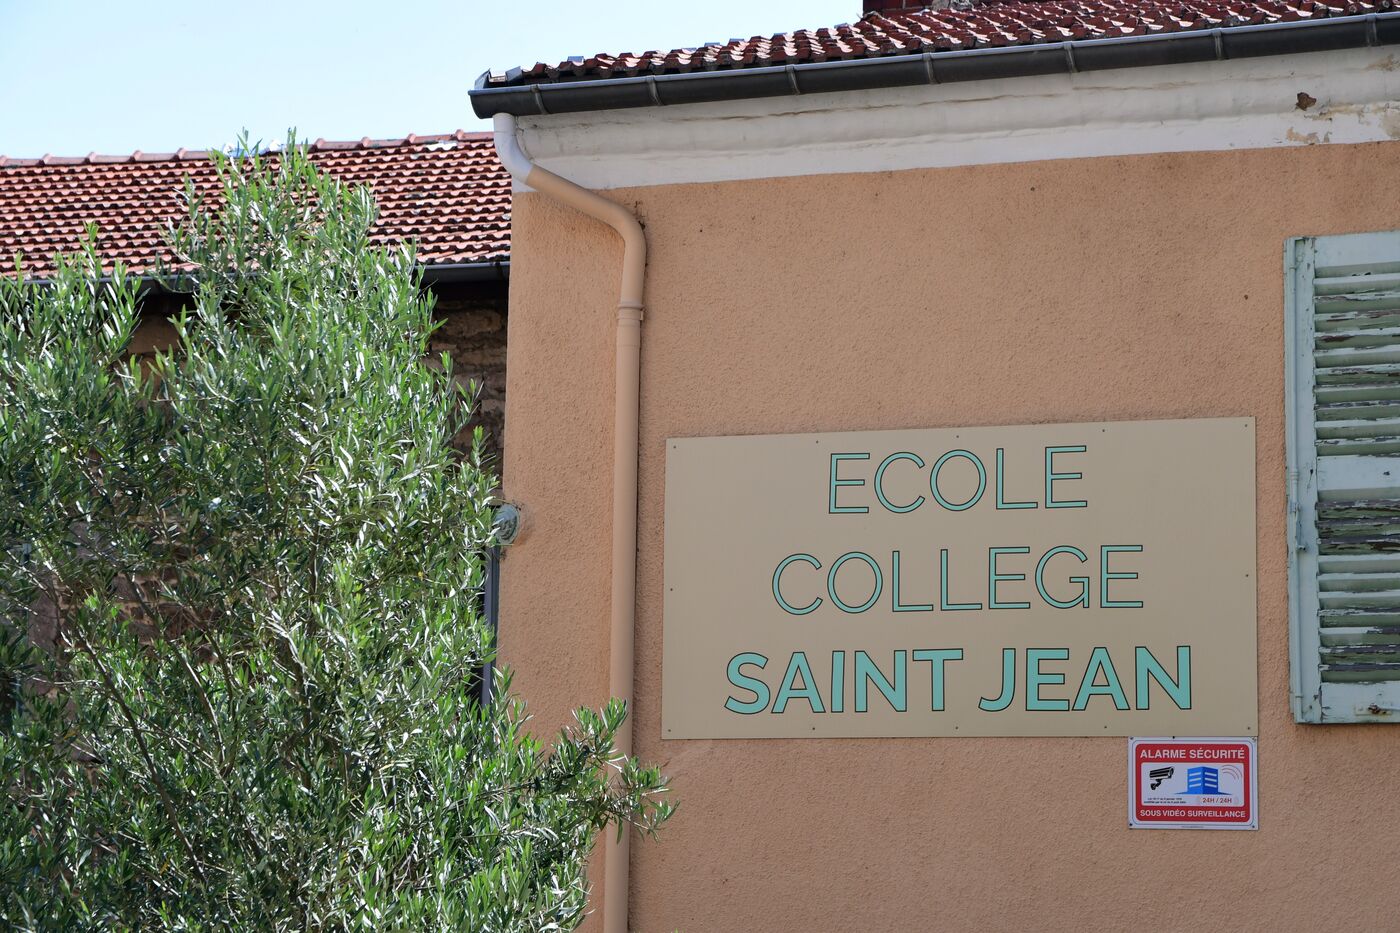 ECOLE
COLLEGE
SAINT JEAN
ALARME SÉCURITÉ
24H / 24H
SOUS VIDÉO SURVEILLANCE